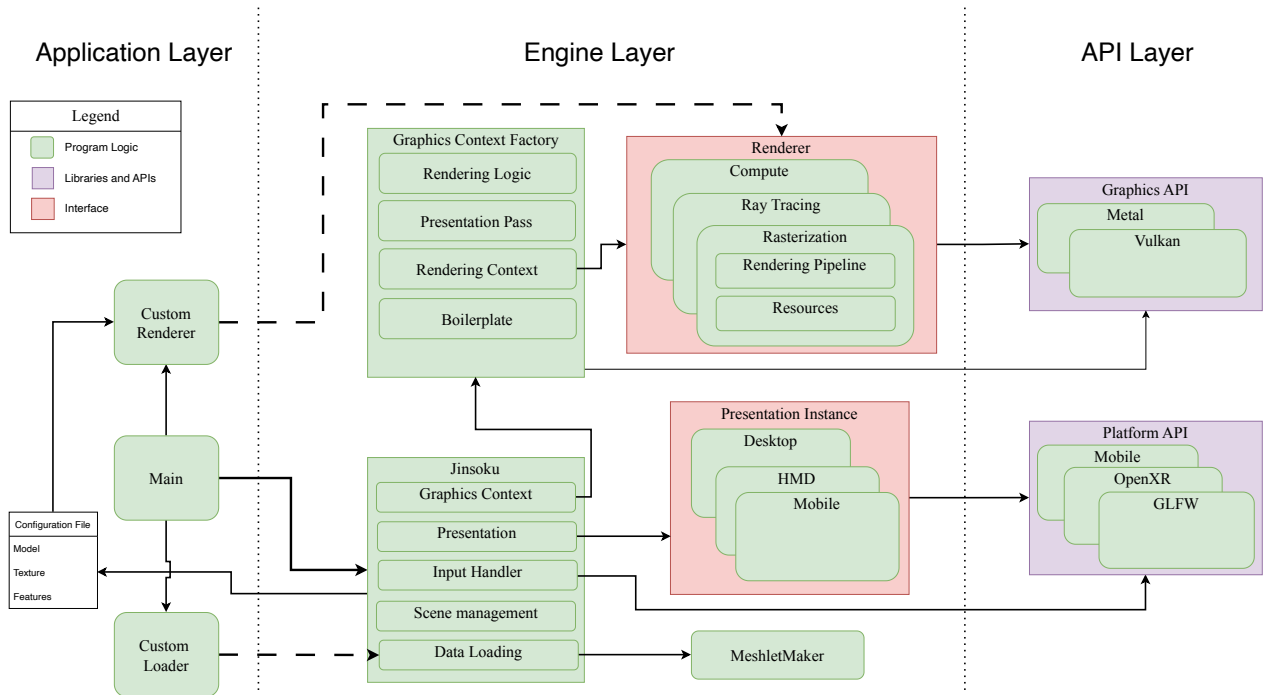 Application Layer
Engine Layer
API Layer
Legend
Program Logic
Libraries and APIs
Interface
Graphics Context Factory
Rendering Logic
Presentation Pass
Rendering Context
Boilerplate
Renderer
Compute
Ray Tracing
Rasterization
Rendering Pipeline
Resources
Graphics API
Metal
Vulkan
Custom
Renderer
Main
Configuration File
Model
Texture
Features
Custom
Loader
Jinsoku
Graphics Context
Presentation
Input Handler
Scene management
Data Loading
Presentation Instance
Desktop
HMD
Mobile
MeshletMaker
Platform API
Mobile
OpenXR
GLFW